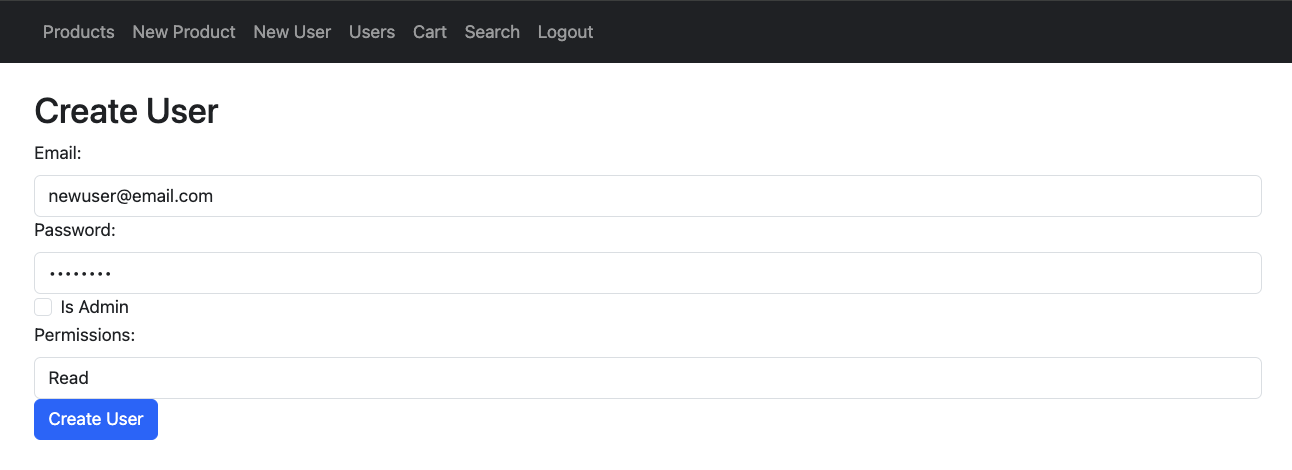 Products New Product New User Users Cart Search Logout
Create User
Email:
newuser@email.com
Password:
••••••••
Is Admin
Permissions:
Read
Create User